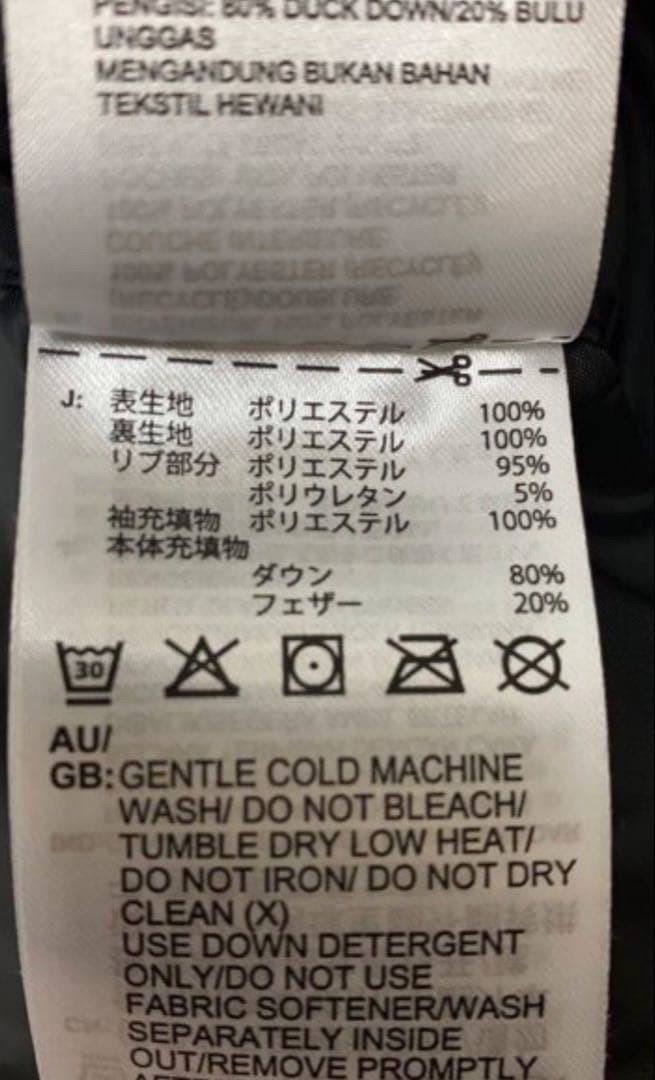 PENGISI: 80% DUCK DOWN/20% BULU
UNGGAS
MENGANDUNG BUKAN BAHAN
TEKSTIL HEWANI
J: 表生地 ポリエステル 100%
裏生地 ポリエステル 100%
リブ部分 ポリエステル 95%
ポリウレタン 5%
袖充填物 ポリエステル 100%
本体充填物
ダウン 80%
フェザー 20%
30
AU/
GB: GENTLE COLD MACHINE
WASH/ DO NOT BLEACH/
TUMBLE DRY LOW HEAT/
DO NOT IRON/ DO NOT DRY
CLEAN (X)
USE DOWN DETERGENT
ONLY/DO NOT USE
FABRIC SOFTENER/WASH
SEPARATELY INSIDE
OUT/REMOVE PROMPTLY